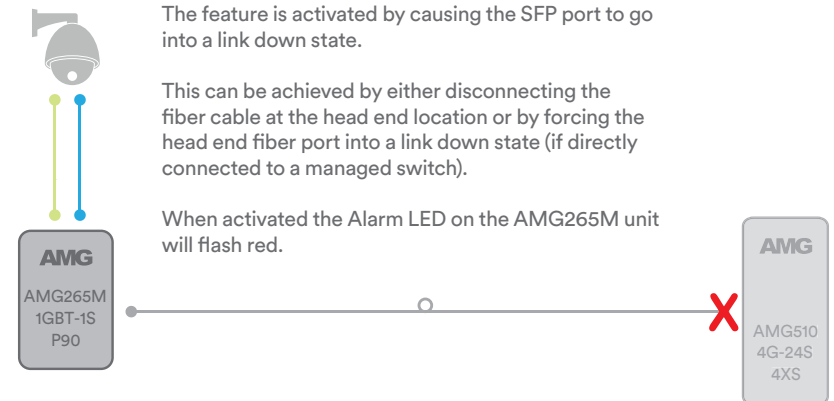 The feature is activated by causing the SFP port to go
into a link down state.
This can be achieved by either disconnecting the
fiber cable at the head end location or by forcing the
head end fiber port into a link down state (if directly
connected to a managed switch).
When activated the Alarm LED on the AMG265M unit
will flash red.
AMG
AMG265M
1GBT-1S
P90
X
AMG
AMG510
4G-24S
4XS